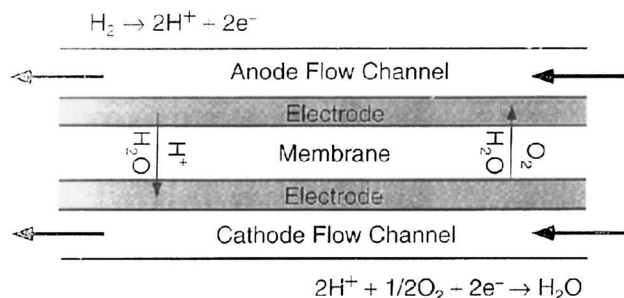 H₂ → 2H⁺ + 2e⁻
Anode Flow Channel
Electrode
H₂O
H⁺
Membrane
H₂O
O₂
Electrode
Cathode Flow Channel
2H⁺ + 1/2O₂ + 2e⁻ → H₂O